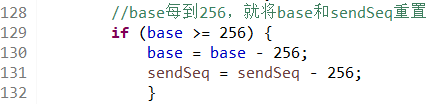 128 //base每到256，就将base和sendSeq重置
129 if (base >= 256) {
130 base = base - 256;
131 sendSeq = sendSeq - 256;
132 }